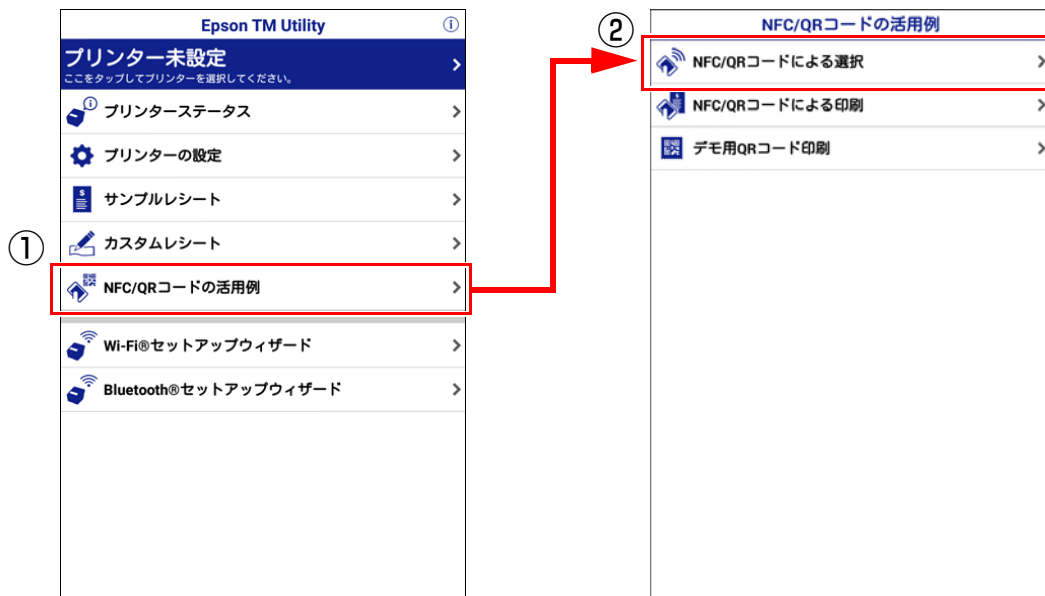 ①
Epson TM Utility
プリンター未設定
ここをタップしてプリンターを選択してください。
プリンターステータス
プリンターの設定
サンプルレシート
カスタムレシート
NFC/QRコードの活用例
Wi-Fi®セットアップウィザード
Bluetooth®セットアップウィザード
②
NFC/QRコードの活用例
NFC/QRコードによる選択
NFC/QRコードによる印刷
デモ用QRコード印刷